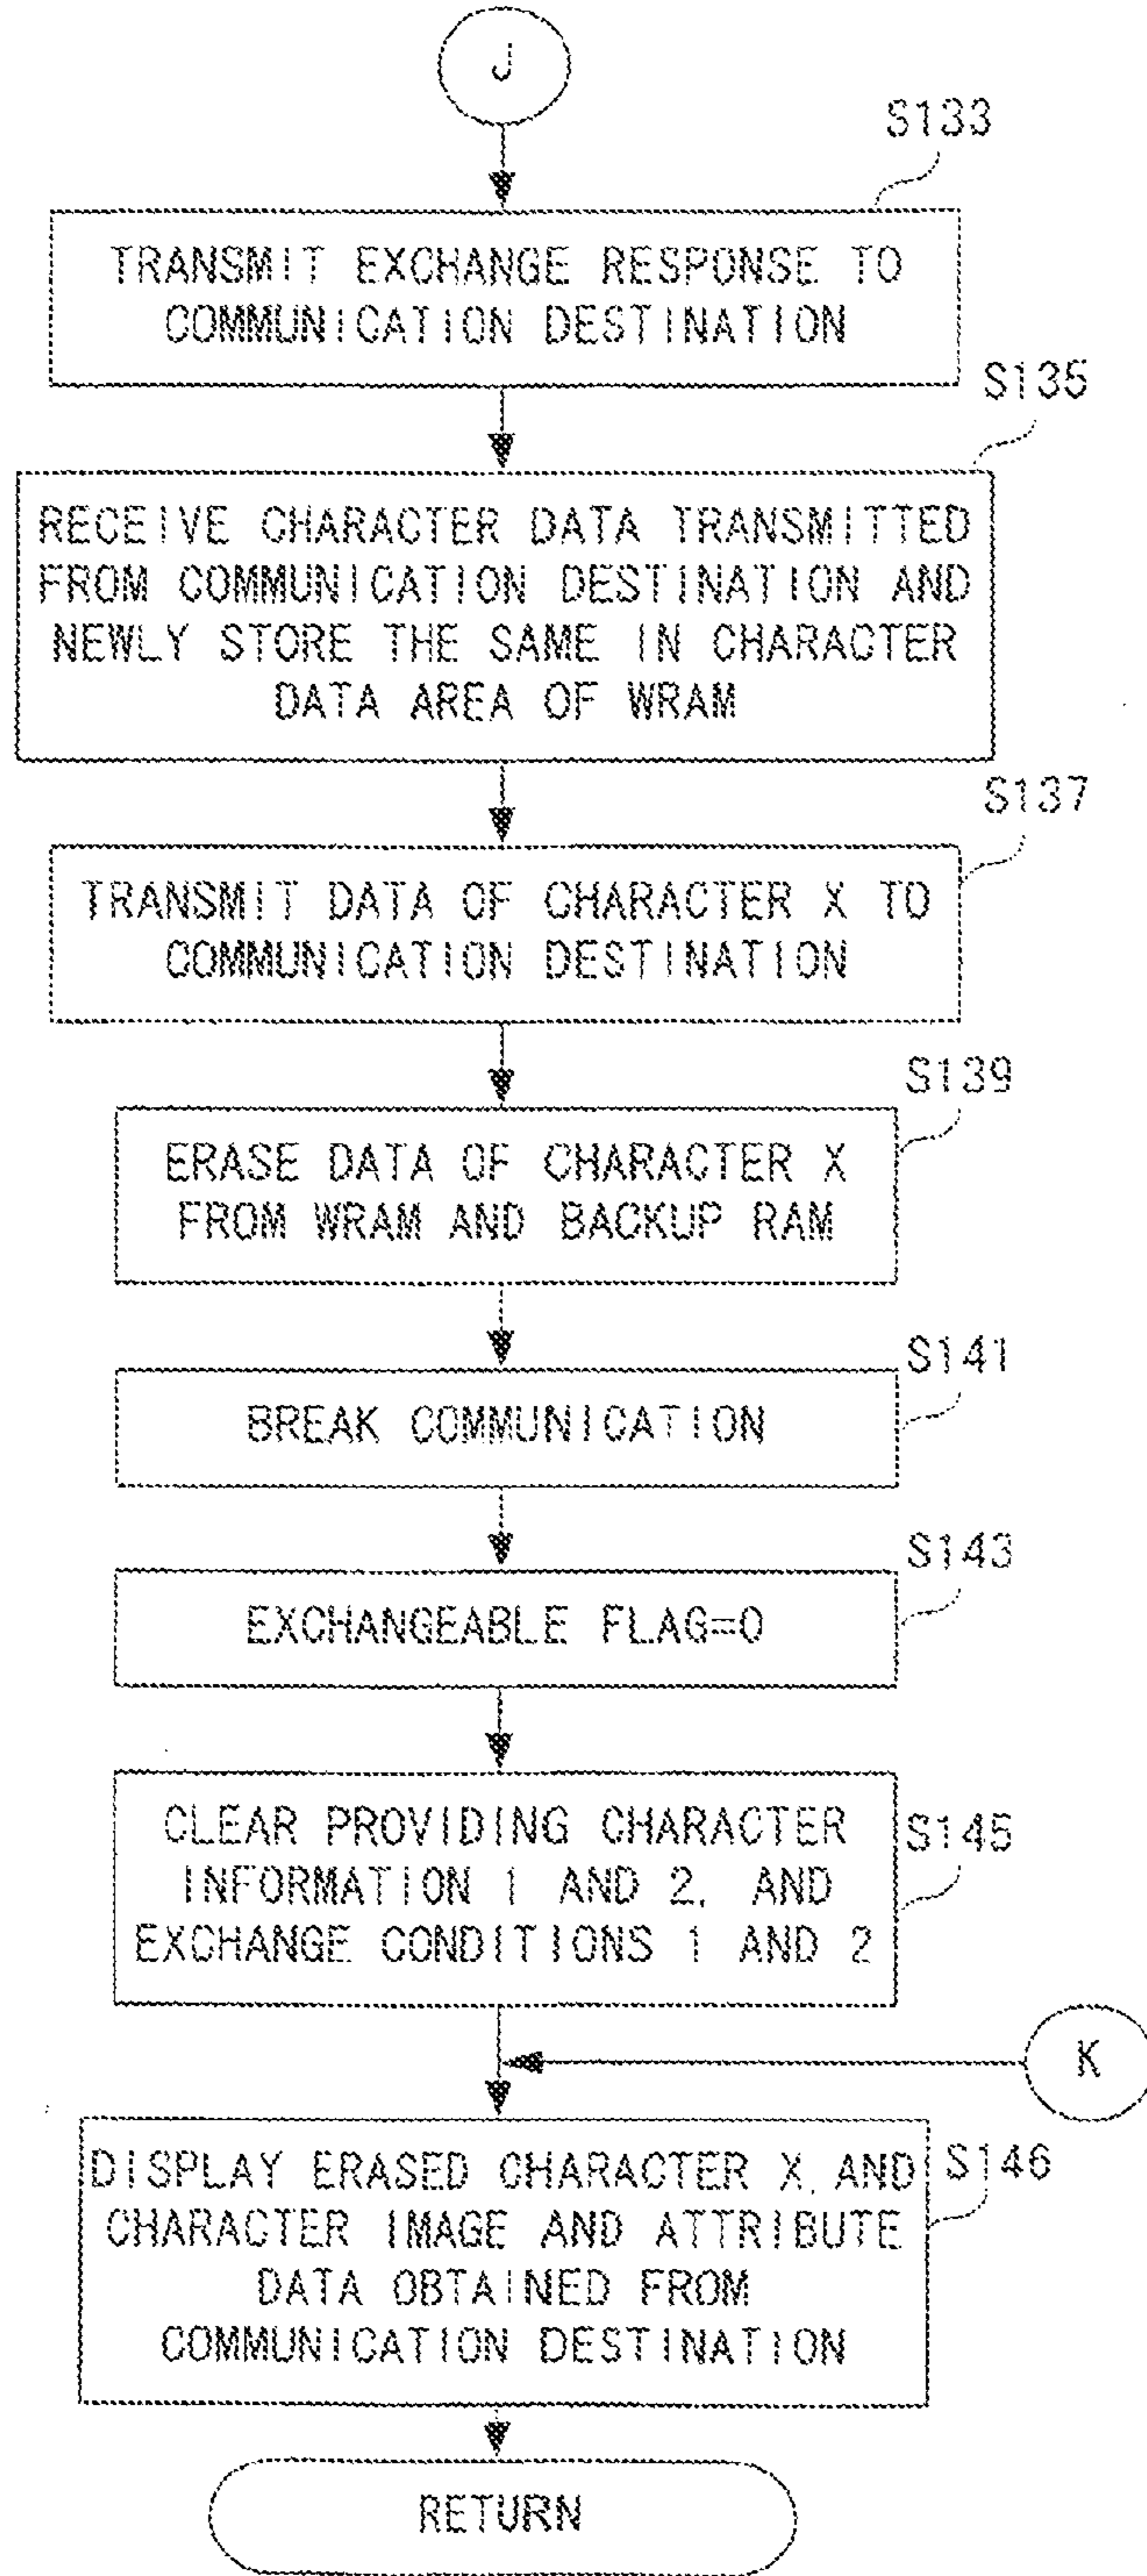 J
S133
TRANSMIT EXCHANGE RESPONSE TO
COMMUNICATION DESTINATION
S135
RECEIVE CHARACTER DATA TRANSMITTED
FROM COMMUNICATION DESTINATION AND
NEWLY STORE THE SAME IN CHARACTER
DATA AREA OF WRAM
S137
TRANSMIT DATA OF CHARACTER X TO
COMMUNICATION DESTINATION
S139
ERASE DATA OF CHARACTER X
FROM WRAM AND BACKUP RAM
S141
BREAK COMMUNICATION
S143
EXCHANGEABLE FLAG=0
CLEAR PROVIDING CHARACTER
S145
INFORMATION 1 AND 2, AND
EXCHANGE CONDITIONS 1 AND 2
K
DISPLAY ERASED CHARACTER X, AND
S146
CHARACTER IMAGE AND ATTRIBUTE
DATA OBTAINED FROM
COMMUNICATION DESTINATION
RETURN